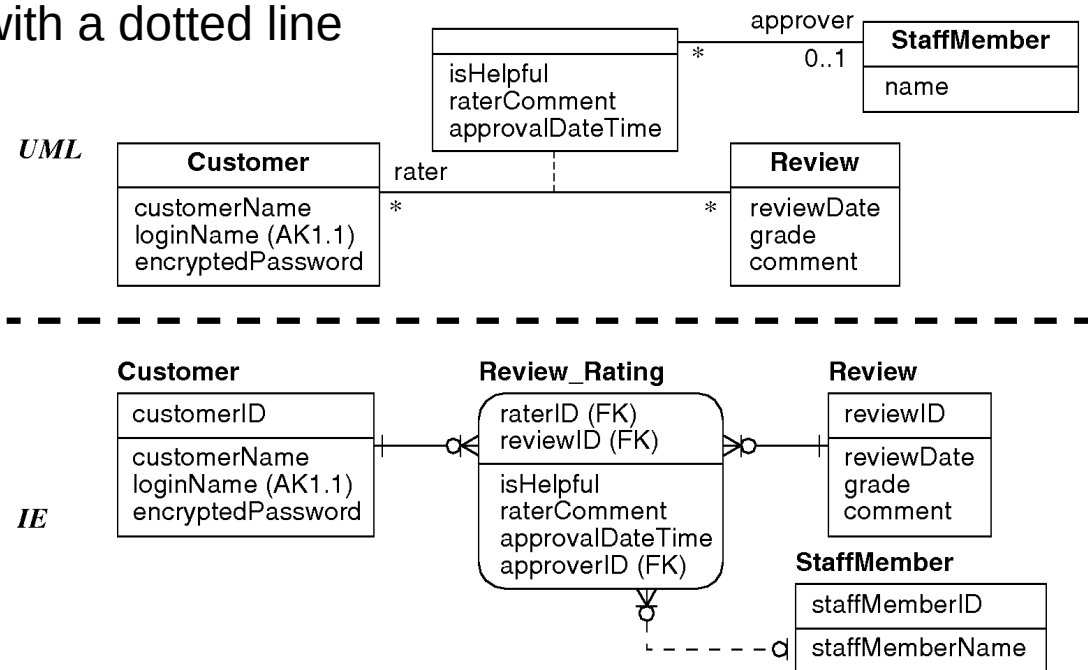 with a dotted line
UML
isHelpful
raterComment
approvalDateTime
approver
*
0..1
StaffMember
name
Customer
customerName
loginName (AK1.1)
encryptedPassword
rater
*
*
Review
reviewDate
grade
comment
IE
Customer
customerID
customerName
loginName (AK1.1)
encryptedPassword
Review_Rating
raterID (FK)
reviewID (FK)
isHelpful
raterComment
approvalDateTime
approverID (FK)
Review
reviewID
reviewDate
grade
comment
StaffMember
staffMemberID
staffMemberName